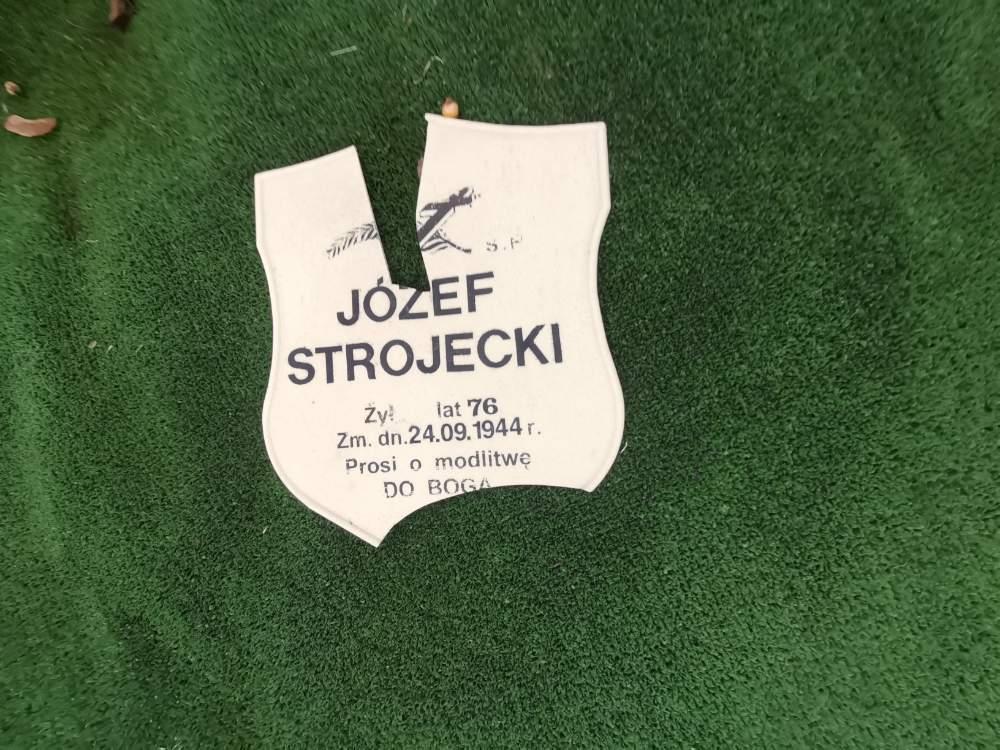 Ś.P
JÓZEF
STROJECKI
Żył lat 76
Zm. dn.24.09.1944 r.
Prosi o modlitwę
DO BOGA